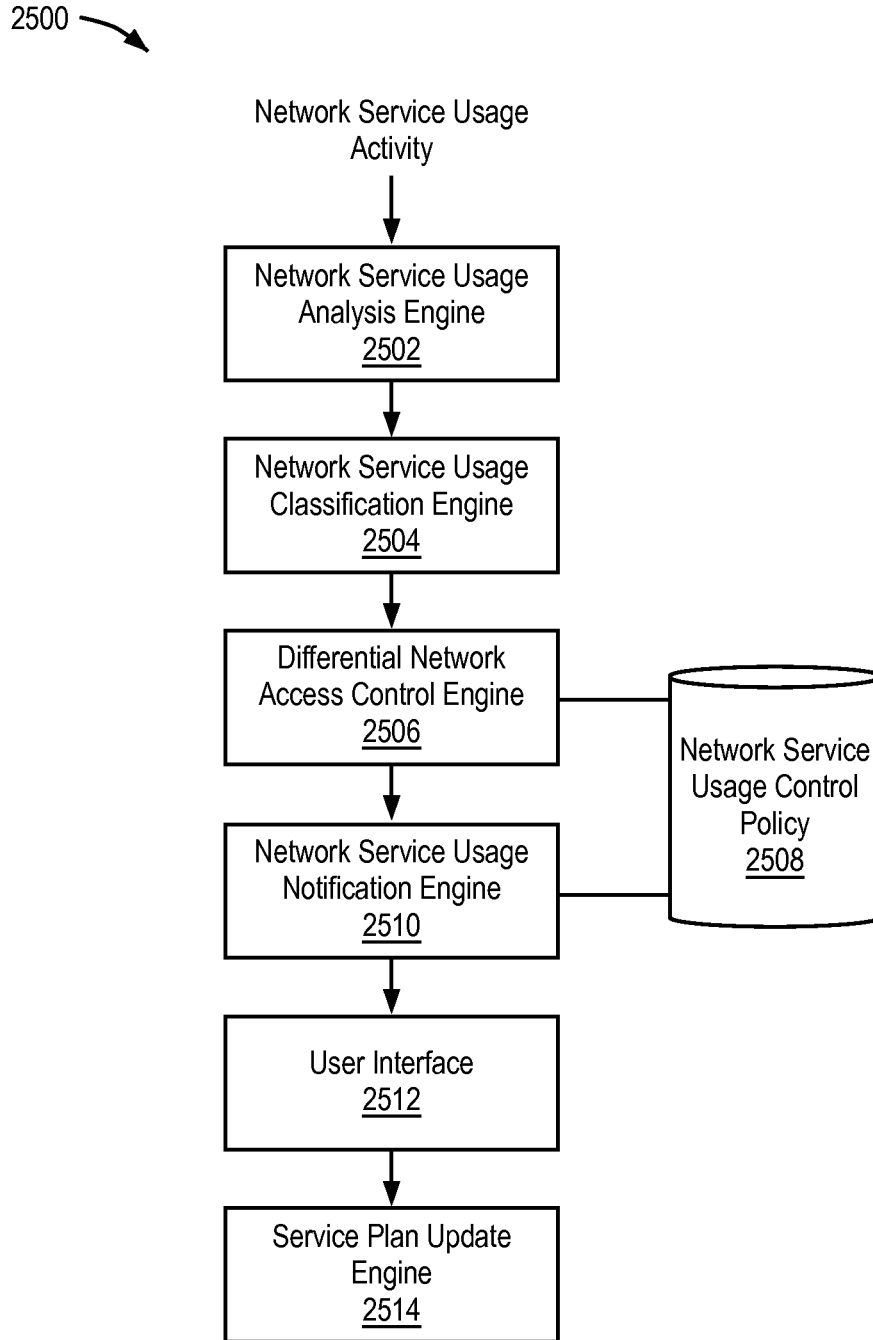 2500
Network Service Usage
Activity
Network Service Usage
Analysis Engine
2502
Network Service Usage
Classification Engine
2504
Differential Network
Access Control Engine
2506
Network Service
Usage Control
Policy
2508
Network Service Usage
Notification Engine
2510
User Interface
2512
Service Plan Update
Engine
2514